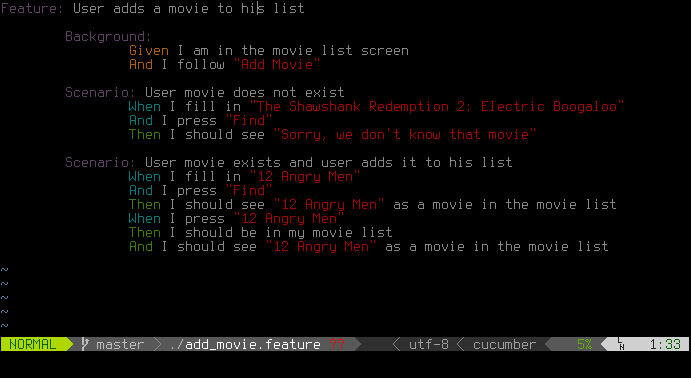 Feature: User adds a movie to his list
Background:
Given I am in the movie list screen
And I follow "Add Movie"
Scenario: User movie does not exist
When I fill in "The Shawshank Redemption 2: Electric Boogaloo"
And I press "Find"
Then I should see "Sorry, we don't know that movie"
Scenario: User movie exists and user adds it to his list
When I fill in "12 Angry Men"
And I press "Find"
Then I should see "12 Angry Men" as a movie in the movie list
When I press "12 Angry Men"
Then I should be in my movie list
And I should see "12 Angry Men" as a movie in the movie list
~
~
~
~
~
NORMAL master ./add_movie.feature utf-8 cucumber 5% LN 1:33